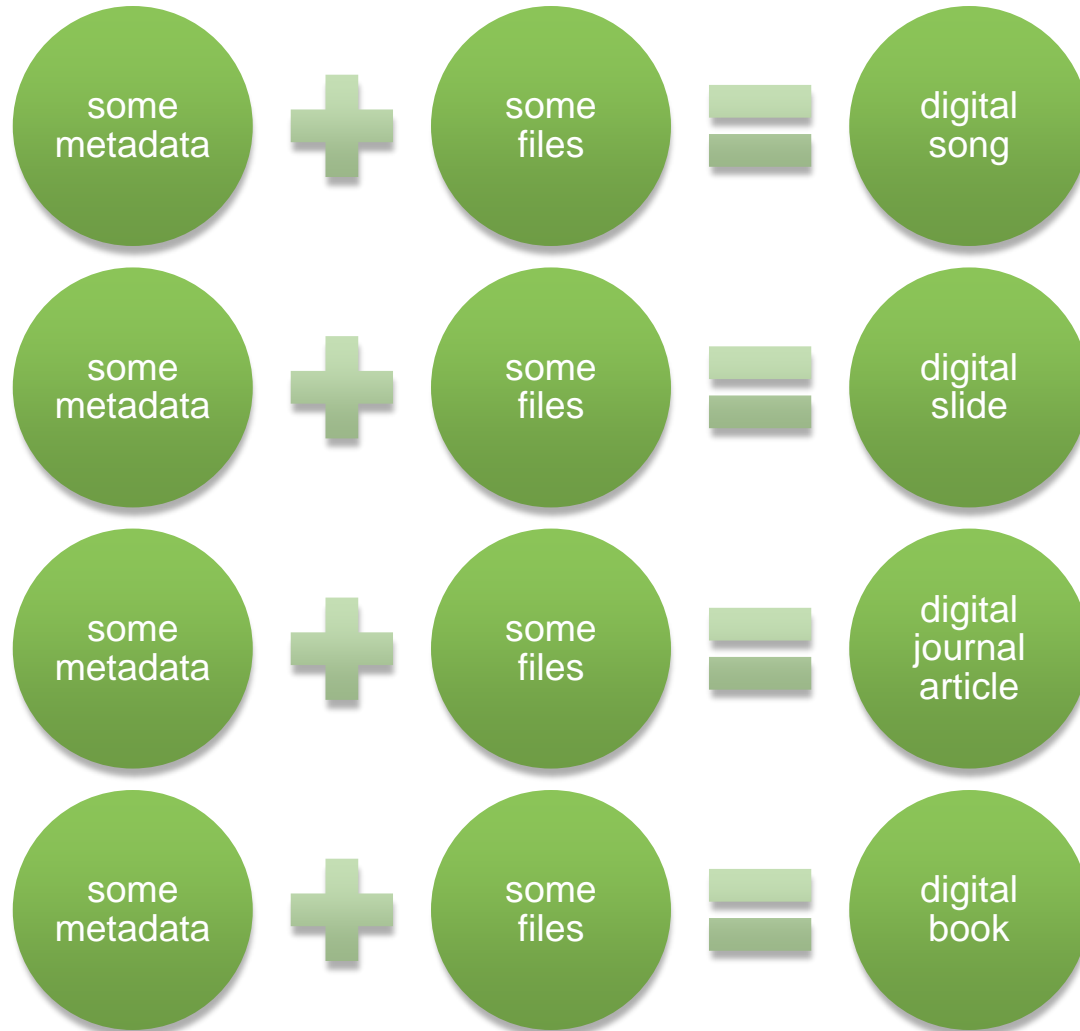 some
metadata
some
files
digital
song
some
metadata
some
files
digital
slide
some
metadata
some
files
digital
journal
article
some
metadata
some
files
digital
book